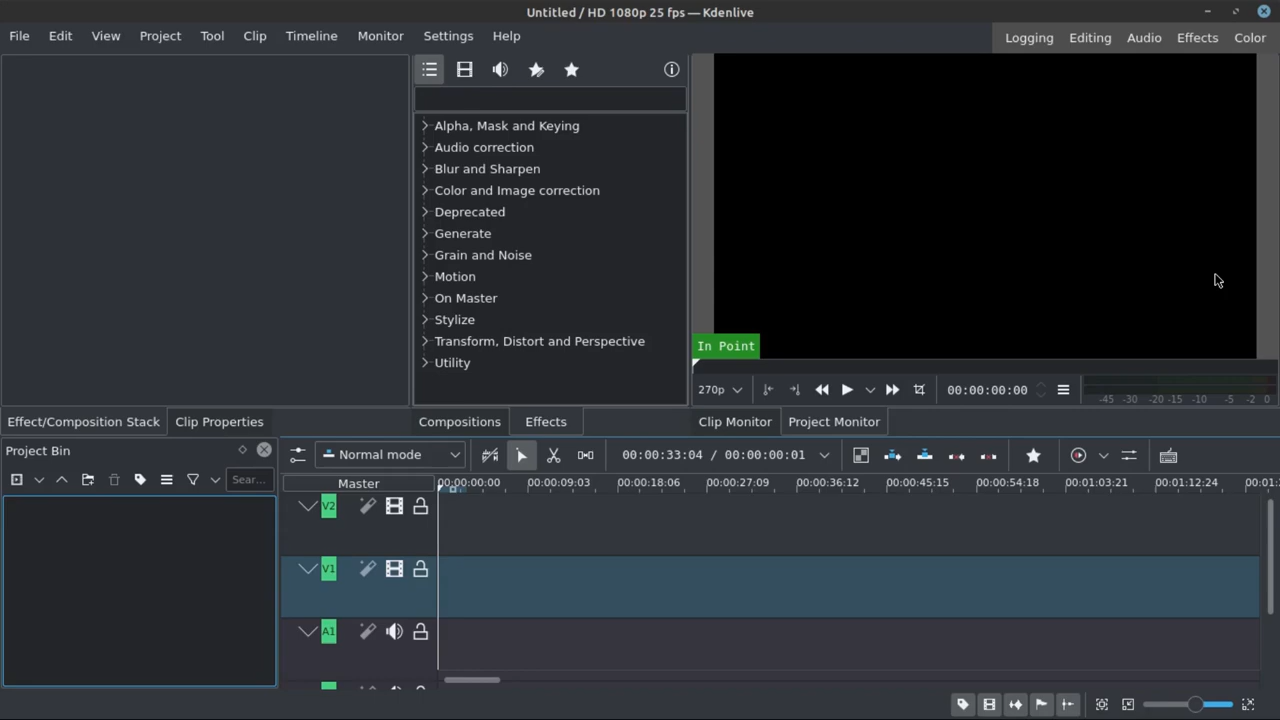 Untitled / HD 1080p 25 fps — Kdenlive
File Edit View Project Tool Clip Timeline Monitor Settings Help
Logging Editing Audio Effects Color
Alpha, Mask and Keying
Audio correction
Blur and Sharpen
Color and Image correction
Deprecated
Generate
Grain and Noise
Motion
On Master
Stylize
Transform, Distort and Perspective
Utility
In Point
270p 00:00:00:00 -45 -30 -20 -15 -10 -5 -2 0
Effect/Composition Stack Clip Properties Compositions Effects Clip Monitor Project Monitor
Project Bin
Normal mode 00:00:33:04 / 00:00:00:01
Sear...
Master 00:00:00:00 00:00:09:03 00:00:18:06 00:00:27:09 00:00:36:12 00:00:45:15 00:00:54:18 00:01:03:21 00:01:12:24
V2
V1
A1